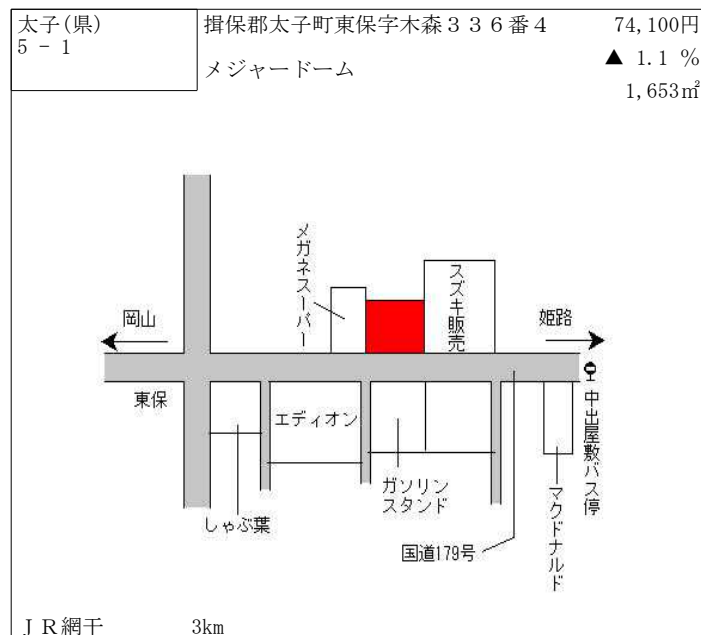 太子(県)
5 - 1
揖保郡太子町東保字木森３３６番４
メジャードーム
74,100円
▲ 1.1 %
1,653㎡
メガネスーパー
スズキ販売
岡山
姫路
東保
エディオン
中出屋敷バス停
しゃぶ葉
ガソリン
スタンド
マクドナルド
国道179号
ＪＲ網干
3km